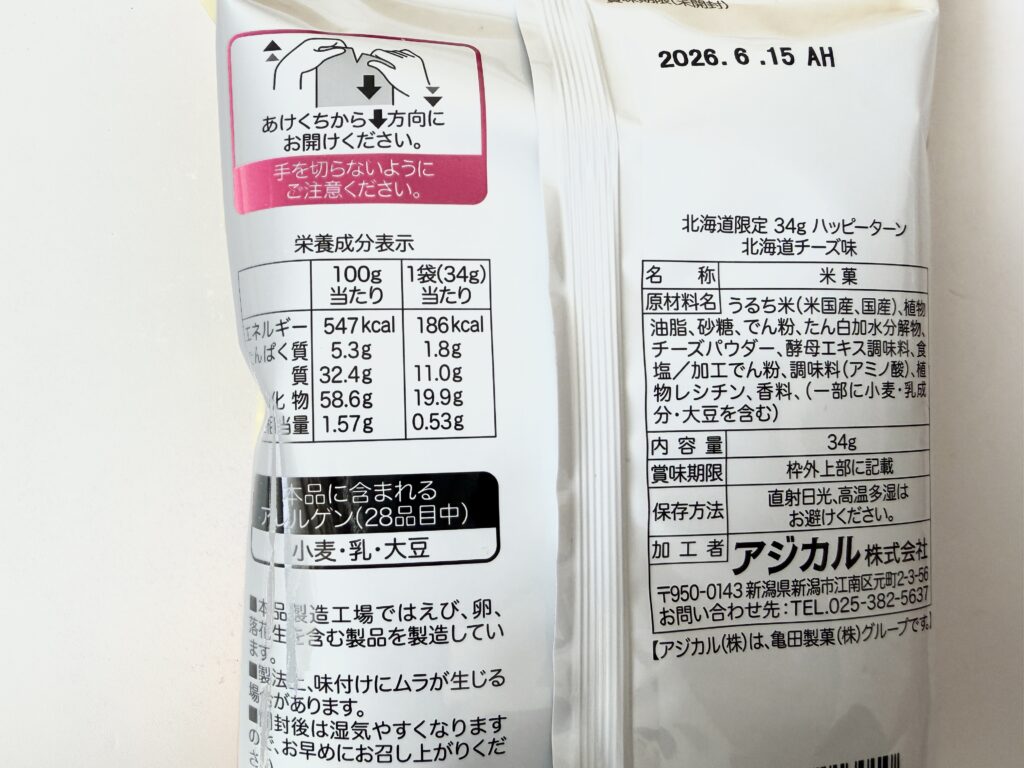 あけくちから⬇方向に
お開けください。
手を切らないように
ご注意ください。
栄養成分表示
100g
当たり
1袋(34g)
当たり
エネルギー 547kcal 186kcal
んぱく質 5.3g 1.8g
質 32.4g 11.0g
化物 58.6g 19.9g
当量 1.57g 0.53g
本品に含まれる
アレルゲン(28品目中)
小麦・乳・大豆
■本品製造工場ではえび、卵、
落花生を含む製品を製造してい
ます。
■製法上、味付けにムラが生じる
場合があります。
■開封後は湿気やすくなります
ので、お早めにお召し上がりくだ
さ
賞味期限(未開封)
2026.6.15 AH
北海道限定 34g ハッピーターン
北海道チーズ味
名称 米菓
原材料名 うるち米(米国産、国産)、植物
油脂、砂糖、でん粉、たん白加水分解物、
チーズパウダー、酵母エキス調味料、食
塩/加工でん粉、調味料(アミノ酸)、植
物レシチン、香料、(一部に小麦・乳成
分・大豆を含む)
内容量 34g
賞味期限 枠外上部に記載
保存方法 直射日光、高温多湿は
お避けください。
加工者 アジカル株式会社
〒950-0143 新潟県新潟市江南区元町2-3-56
お問い合わせ先:TEL.025-382-5637
【アジカル(株)は、亀田製菓(株)グループです。】